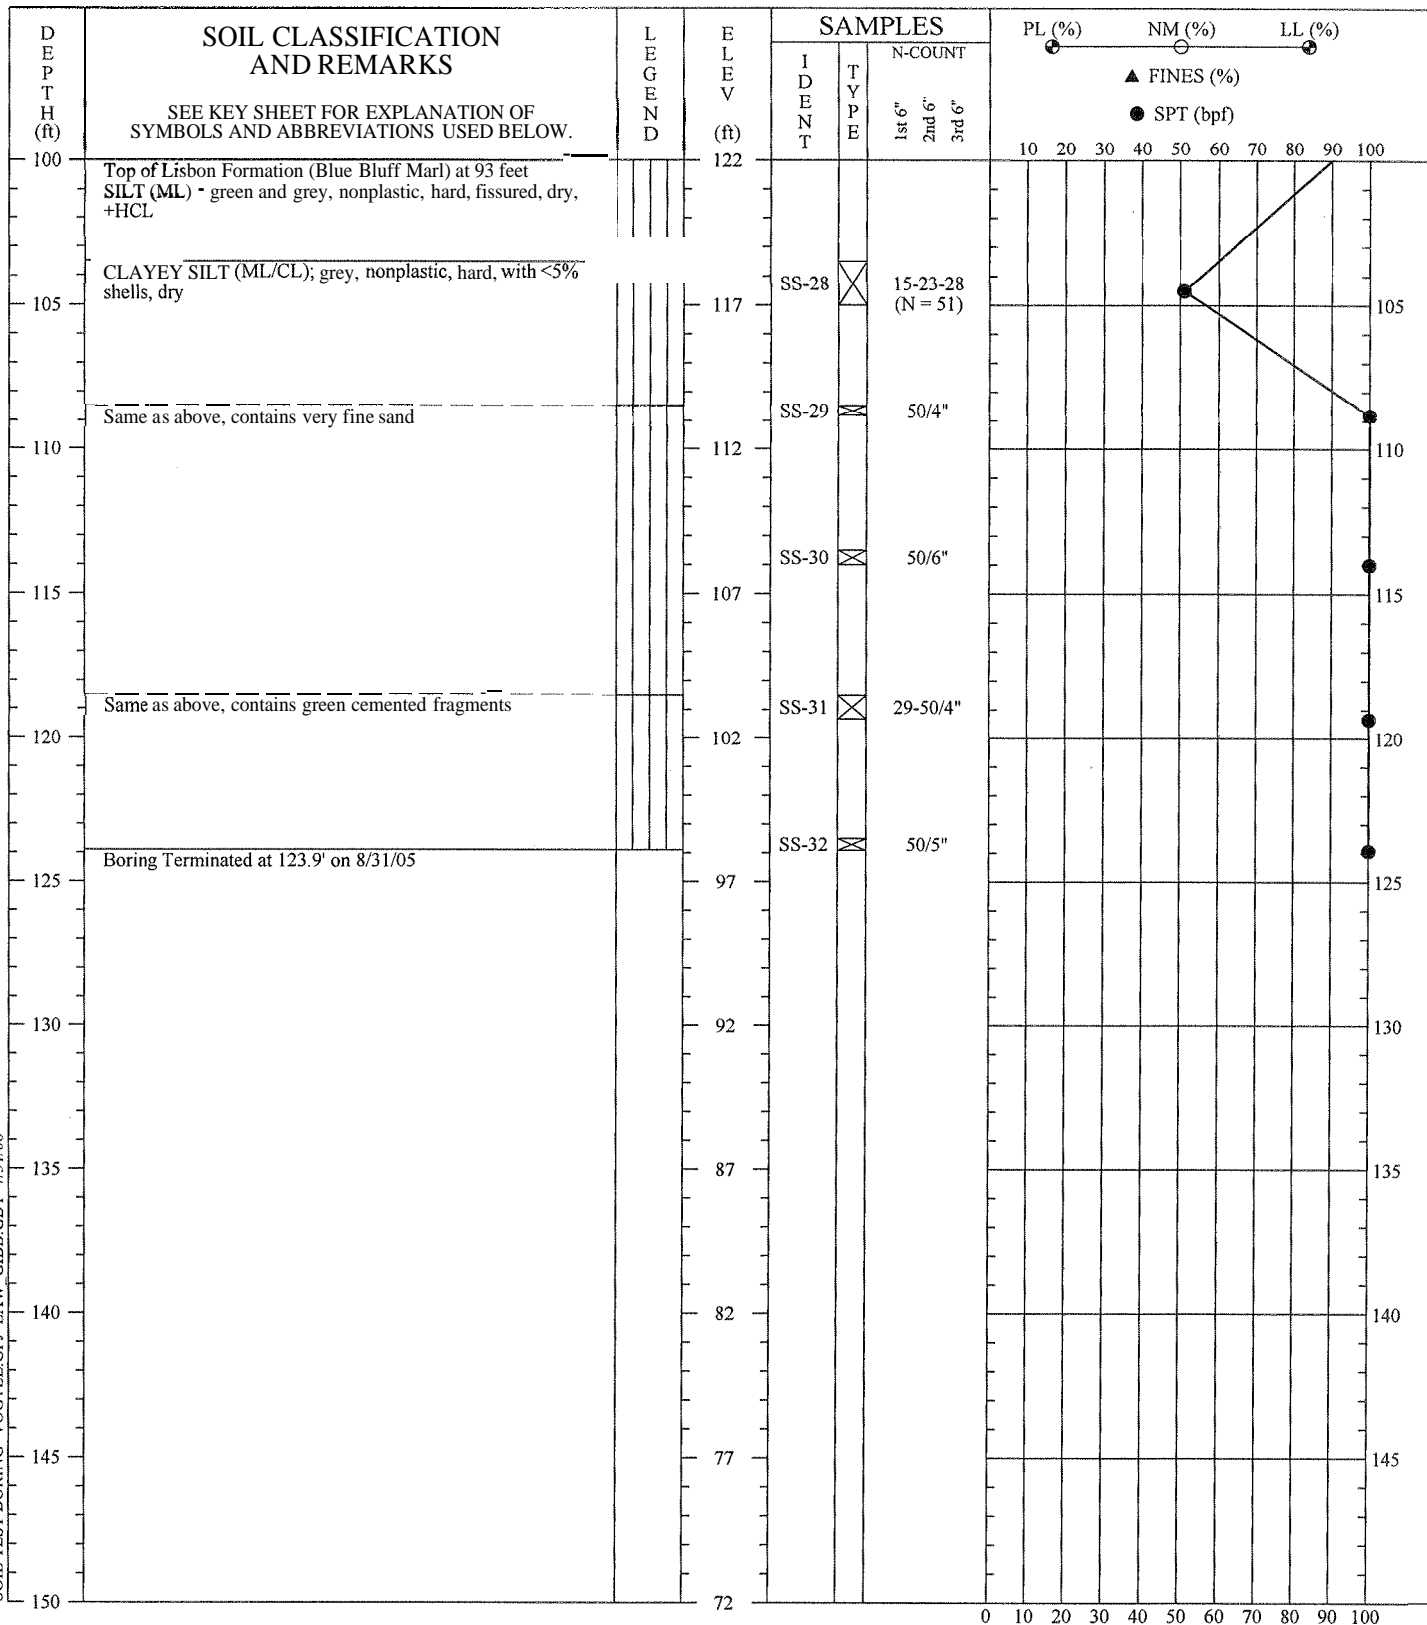 DEPTH (ft)
SOIL CLASSIFICATION
AND REMARKS
SEE KEY SHEET FOR EXPLANATION OF
SYMBOLS AND ABBREVIATIONS USED BELOW.
LEGEND
ELEV (ft)
SAMPLES
IDENT
TYPE
N-COUNT
1st 6"
2nd 6"
3rd 6"
PL (%) NM (%) LL (%)
▲ FINES (%)
● SPT (bpf)
10 20 30 40 50 60 70 80 90 100
100
Top of Lisbon Formation (Blue Bluff Marl) at 93 feet
SILT (ML) - green and grey, nonplastic, hard, fissured, dry,
+HCL
122
CLAYEY SILT (ML/CL); grey, nonplastic, hard, with <5%
shells, dry
SS-28 15-23-28
(N = 51)
105 117 105
Same as above, contains very fine sand
SS-29 50/4"
110 112 110
SS-30 50/6"
115 107 115
Same as above, contains green cemented fragments
SS-31 29-50/4"
120 102 120
SS-32 50/5"
Boring Terminated at 123.9' on 8/31/05
125 97 125
130 92 130
135 87 135
140 82 140
145 77 145
150 72
0 10 20 30 40 50 60 70 80 90 100